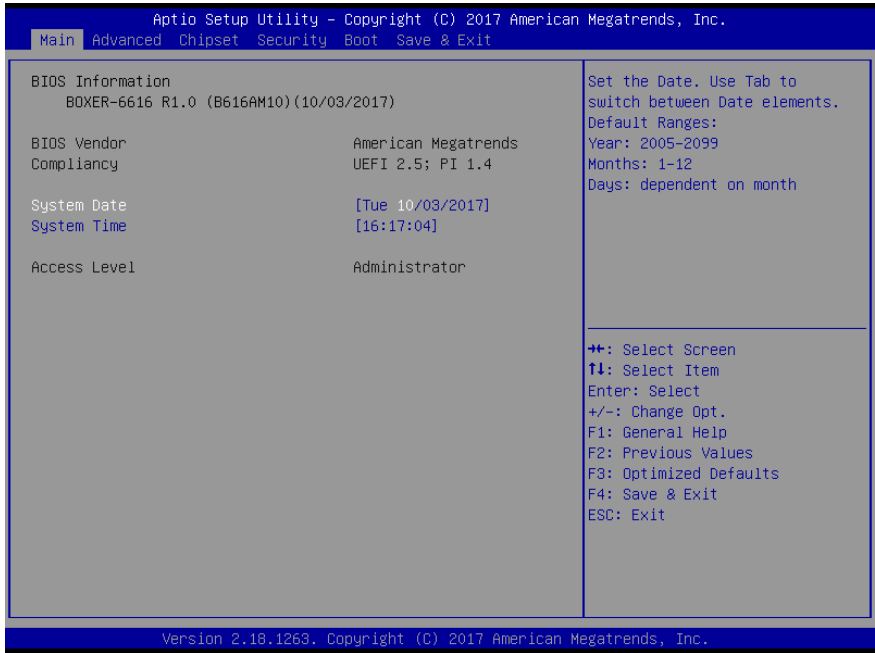 Aptio Setup Utility – Copyright (C) 2017 American Megatrends, Inc.
Main Advanced Chipset Security Boot Save & Exit
BIOS Information
BOXER-6616 R1.0 (B616AM10)(10/03/2017)
BIOS Vendor American Megatrends
Compliancy UEFI 2.5; PI 1.4
System Date [Tue 10/03/2017]
System Time [16:17:04]
Access Level Administrator
Set the Date. Use Tab to
switch between Date elements.
Default Ranges:
Year: 2005-2099
Months: 1-12
Days: dependent on month
→←: Select Screen
↑↓: Select Item
Enter: Select
+/-: Change Opt.
F1: General Help
F2: Previous Values
F3: Optimized Defaults
F4: Save & Exit
ESC: Exit
Version 2.18.1263. Copyright (C) 2017 American Megatrends, Inc.